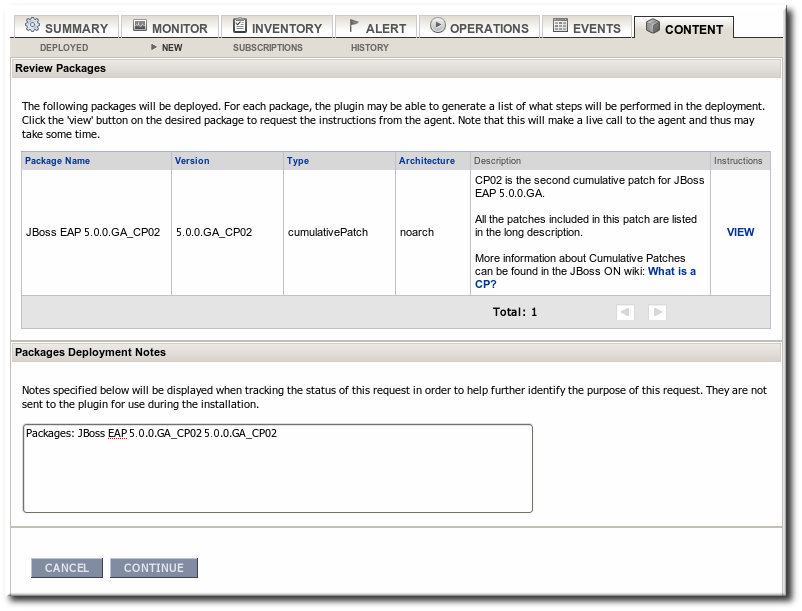 SUMMARY MONITOR INVENTORY ALERT OPERATIONS EVENTS CONTENT
DEPLOYED NEW SUBSCRIPTIONS HISTORY
Review Packages
The following packages will be deployed. For each package, the plugin may be able to generate a list of what steps will be performed in the deployment.
Click the 'view' button on the desired package to request the instructions from the agent. Note that this will make a live call to the agent and thus may
take some time.
Package Name Version Type Architecture Description Instructions
JBoss EAP 5.0.0.GA_CP02 5.0.0.GA_CP02 cumulativePatch noarch
CP02 is the second cumulative patch for JBoss
EAP 5.0.0.GA.
All the patches included in this patch are listed
in the long description.
More information about Cumulative Patches
can be found in the JBoss ON wiki: What is a
CP?
VIEW
Total: 1
Packages Deployment Notes
Notes specified below will be displayed when tracking the status of this request in order to help further identify the purpose of this request. They are not
sent to the plugin for use during the installation.
Packages: JBoss EAP 5.0.0.GA_CP02 5.0.0.GA_CP02
CANCEL CONTINUE